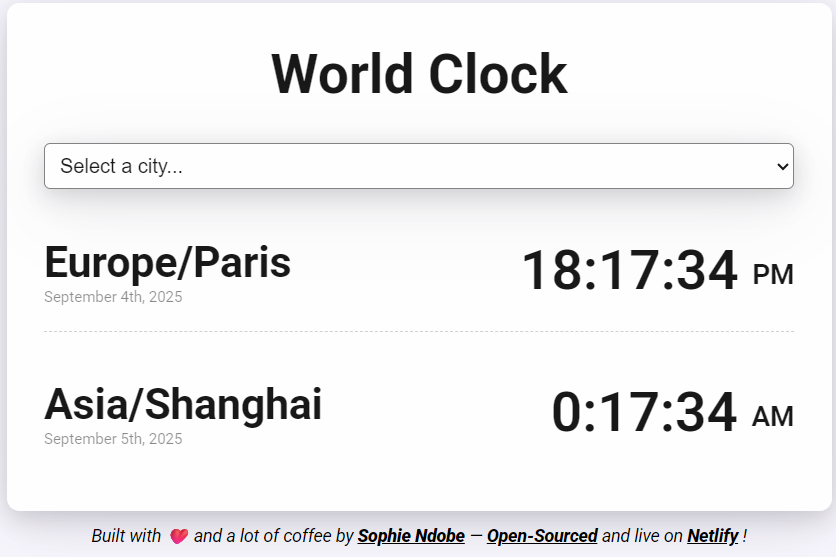 World Clock
Select a city...
Europe/Paris
18:17:34 PM
September 4th, 2025
Asia/Shanghai
0:17:34 AM
September 5th, 2025
Built with ❤️ and a lot of coffee by Sophie Ndobe — Open-Sourced and live on Netlify !